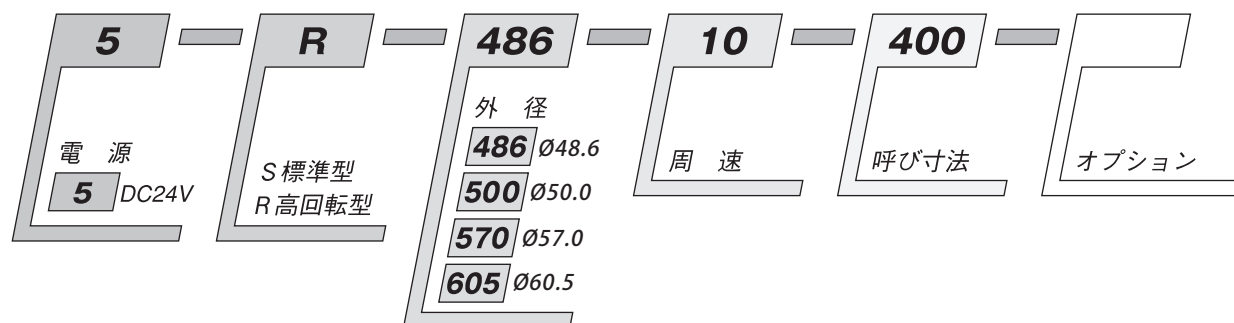 5 R 486 10 400
電 源
5 DC24V
S 標準型
R 高回転型
外 径
486 Ø48.6
500 Ø50.0
570 Ø57.0
605 Ø60.5
周 速
呼び寸法
オプション